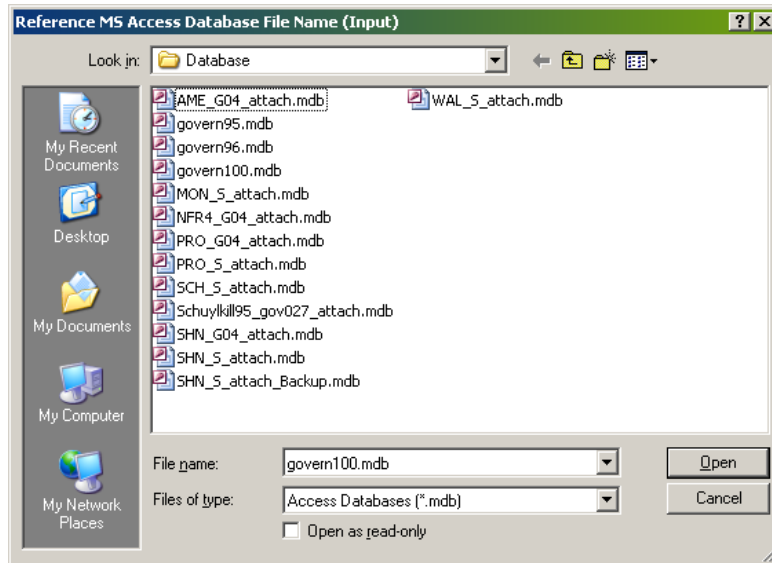 Reference MS Access Database File Name (Input)
Look in:
Database
My Recent
Documents
Desktop
My Documents
My Computer
My Network
Places
AME_G04_attach.mdb
govern95.mdb
govern96.mdb
govern100.mdb
MON_S_attach.mdb
NFR4_G04_attach.mdb
PRO_G04_attach.mdb
PRO_S_attach.mdb
SCH_S_attach.mdb
Schuylkill95_gov027_attach.mdb
SHN_G04_attach.mdb
SHN_S_attach.mdb
SHN_S_attach_Backup.mdb
WAL_S_attach.mdb
File name:
govern100.mdb
Open
Files of type:
Access Databases (*.mdb)
Cancel
Open as read-only